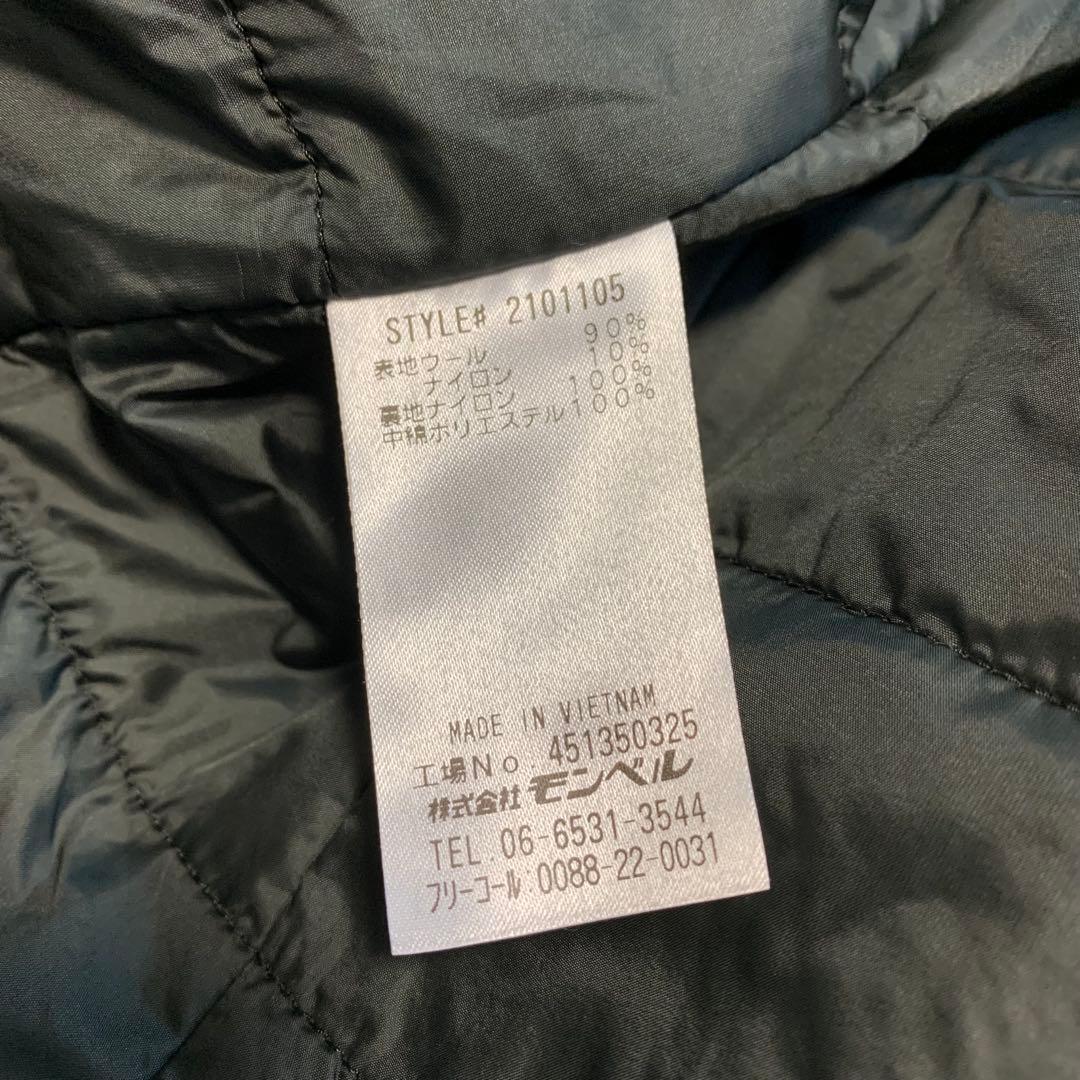 STYLE# 2101105
表地ウール 90%
ナイロン 10%
裏地ナイロン 100%
中綿ポリエステル100%
MADE IN VIETNAM
工場No. 451350325
株式会社 モンベル
TEL.06-6531-3544
フリーコール:0088-22-0031